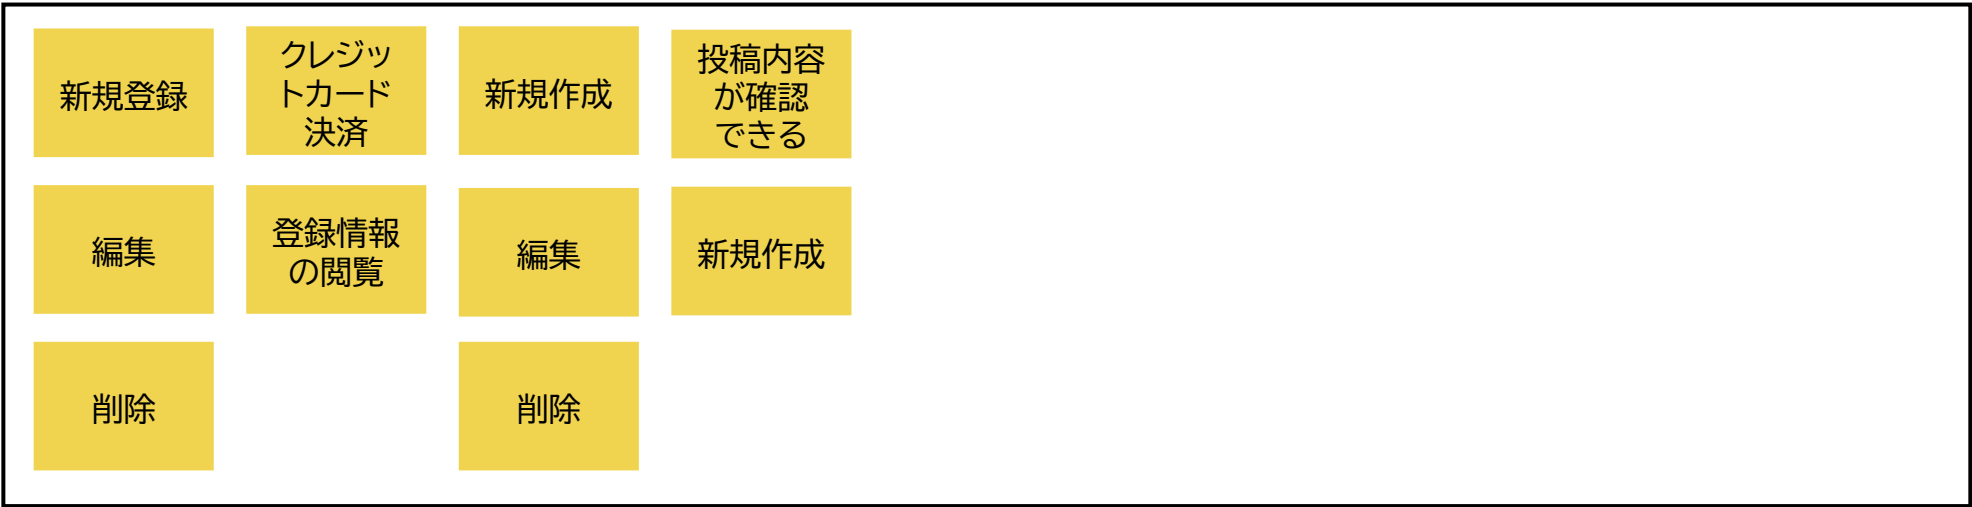 新規登録
クレジッ
トカード
決済
新規作成
投稿内容
が確認
できる
編集
登録情報
の閲覧
編集
新規作成
削除
削除